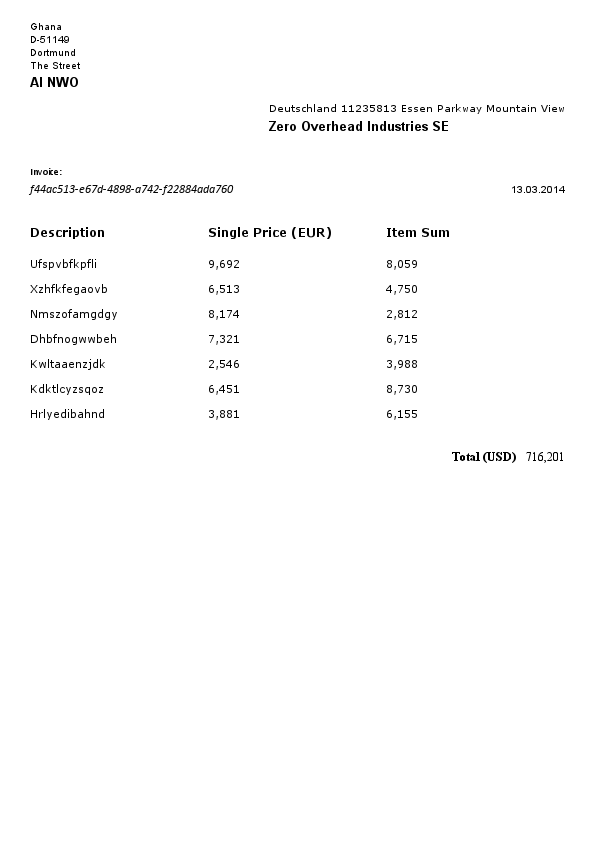 Ghana
D-51149
Dortmund
The Street
AI NWO
Deutschland 11235813 Essen Parkway Mountain View
Zero Overhead Industries SE
Invoice:
f44ac513-e67d-4898-a742-f22884ada760 13.03.2014
Description Single Price (EUR) Item Sum
Ufspvbfkpfli 9,692 8,059
Xzhfkfegaovb 6,513 4,750
Nmszofamgdgy 8,174 2,812
Dhbfnogwwbeh 7,321 6,715
Kwltaaenzjdk 2,546 3,988
Kdktlcyzsqoz 6,451 8,730
Hrlyedibahnd 3,881 6,155
Total (USD) 716,201